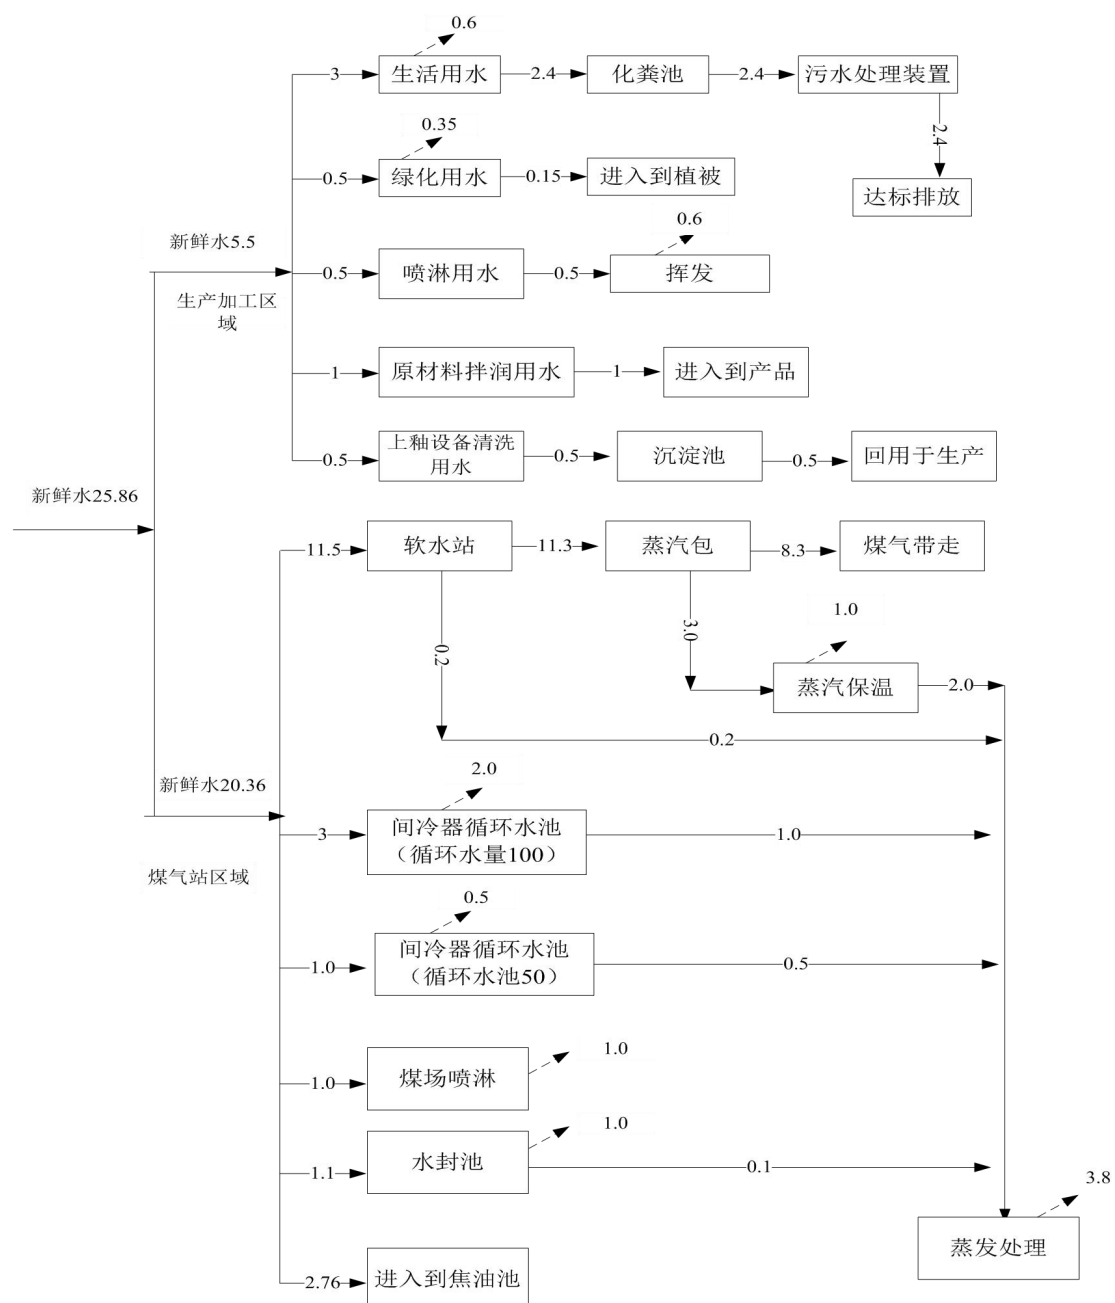 0.6
3
生活用水
2.4
化粪池
2.4
污水处理装置
2.4
达标排放
0.35
0.5
绿化用水
0.15
进入到植被
新鲜水5.5
0.6
0.5
喷淋用水
0.5
挥发
生产加工区
域
1
原材料拌润用水
1
进入到产品
0.5
上釉设备清洗
用水
0.5
沉淀池
0.5
回用于生产
新鲜水25.86
11.5
软水站
11.3
蒸汽包
8.3
煤气带走
0.2
3.0
1.0
蒸汽保温
2.0
0.2
新鲜水20.36
2.0
3
间冷器循环水池
（循环水量100）
1.0
煤气站区域
0.5
1.0
间冷器循环水池
（循环水池50）
0.5
1.0
1.0
煤场喷淋
1.0
1.1
水封池
0.1
3.8
蒸发处理
2.76
进入到焦油池